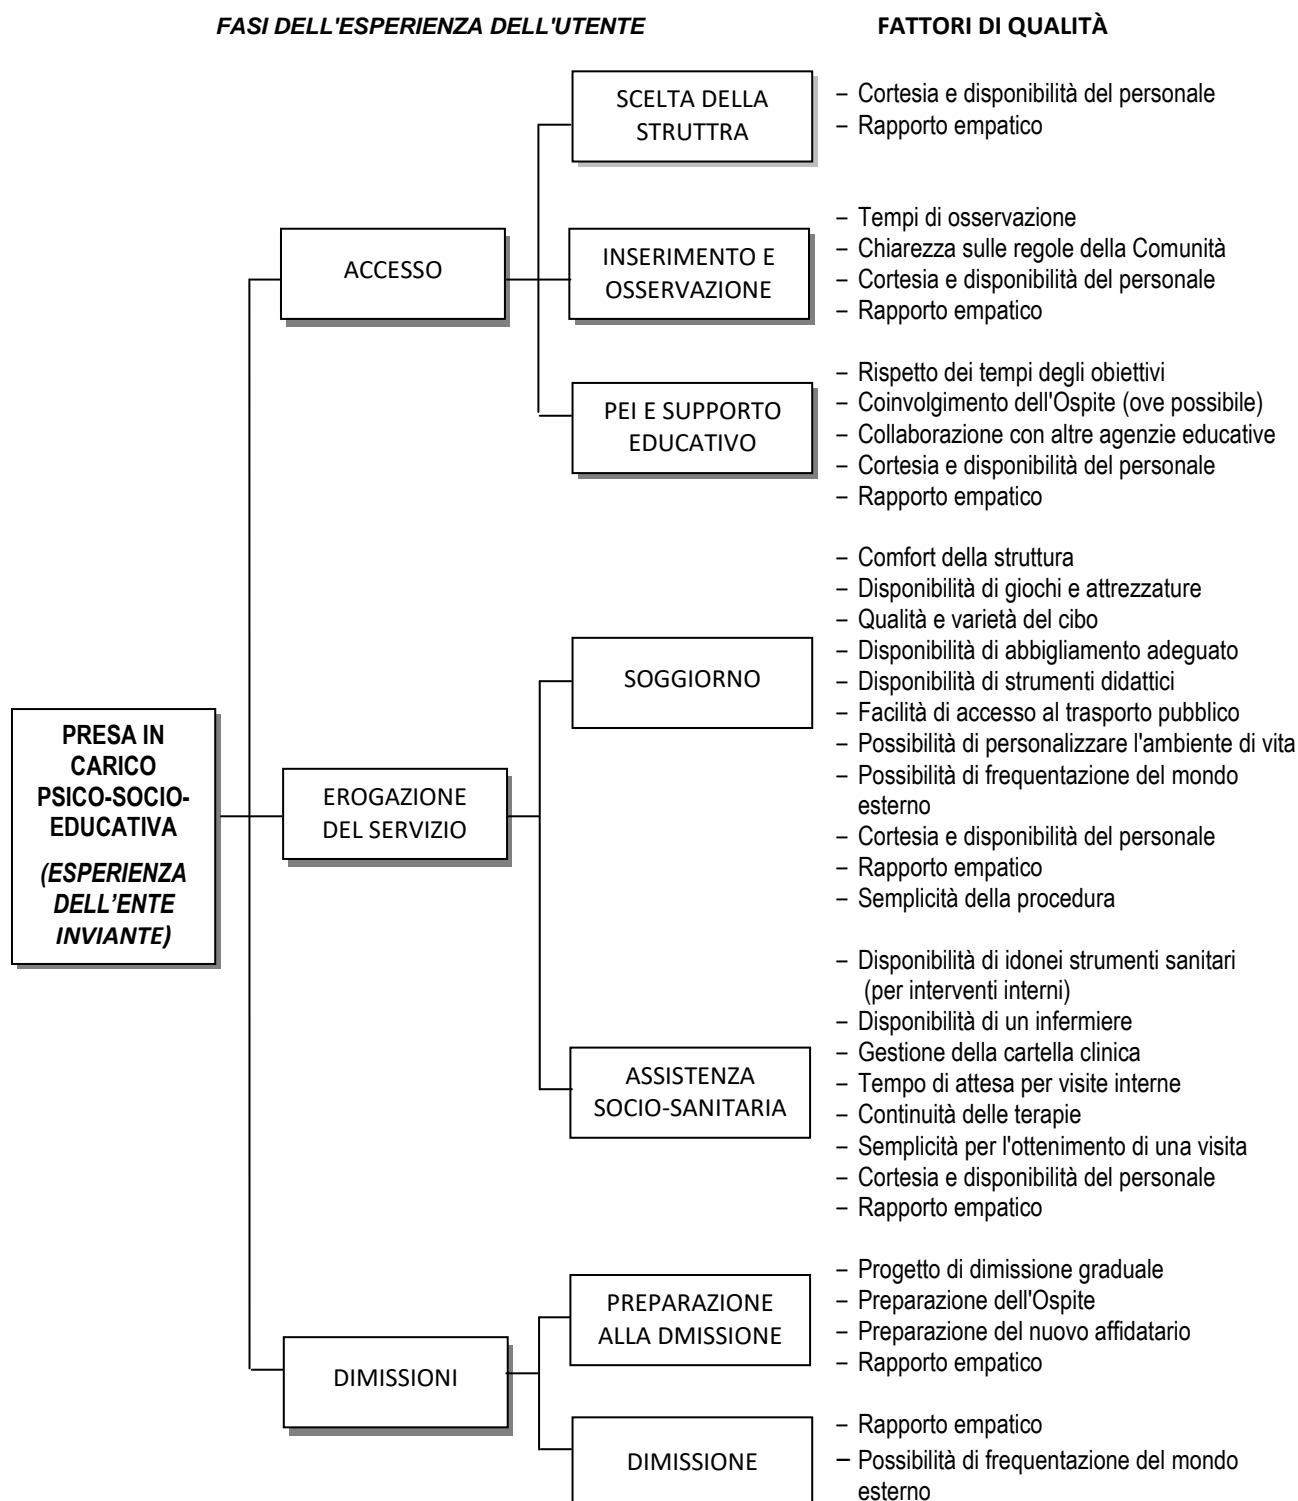 FASI DELL'ESPERIENZA DELL'UTENTE
FATTORI DI QUALITÀ
SCELTA DELLA
STRUTTRA
– Cortesia e disponibilità del personale
– Rapporto empatico
ACCESSO
INSERIMENTO E
OSSERVAZIONE
– Tempi di osservazione
– Chiarezza sulle regole della Comunità
– Cortesia e disponibilità del personale
– Rapporto empatico
PEI E SUPPORTO
EDUCATIVO
– Rispetto dei tempi degli obiettivi
– Coinvolgimento dell'Ospite (ove possibile)
– Collaborazione con altre agenzie educative
– Cortesia e disponibilità del personale
– Rapporto empatico
PRESA IN
CARICO
PSICO-SOCIO-
EDUCATIVA
(ESPERIENZA
DELL’ENTE
INVIANTE)
EROGAZIONE
DEL SERVIZIO
SOGGIORNO
– Comfort della struttura
– Disponibilità di giochi e attrezzature
– Qualità e varietà del cibo
– Disponibilità di abbigliamento adeguato
– Disponibilità di strumenti didattici
– Facilità di accesso al trasporto pubblico
– Possibilità di personalizzare l'ambiente di vita
– Possibilità di frequentazione del mondo
esterno
– Cortesia e disponibilità del personale
– Rapporto empatico
– Semplicità della procedura
ASSISTENZA
SOCIO-SANITARIA
– Disponibilità di idonei strumenti sanitari
(per interventi interni)
– Disponibilità di un infermiere
– Gestione della cartella clinica
– Tempo di attesa per visite interne
– Continuità delle terapie
– Semplicità per l'ottenimento di una visita
– Cortesia e disponibilità del personale
– Rapporto empatico
DIMISSIONI
PREPARAZIONE
ALLA DMISSIONE
– Progetto di dimissione graduale
– Preparazione dell'Ospite
– Preparazione del nuovo affidatario
– Rapporto empatico
DIMISSIONE
– Rapporto empatico
– Possibilità di frequentazione del mondo
esterno